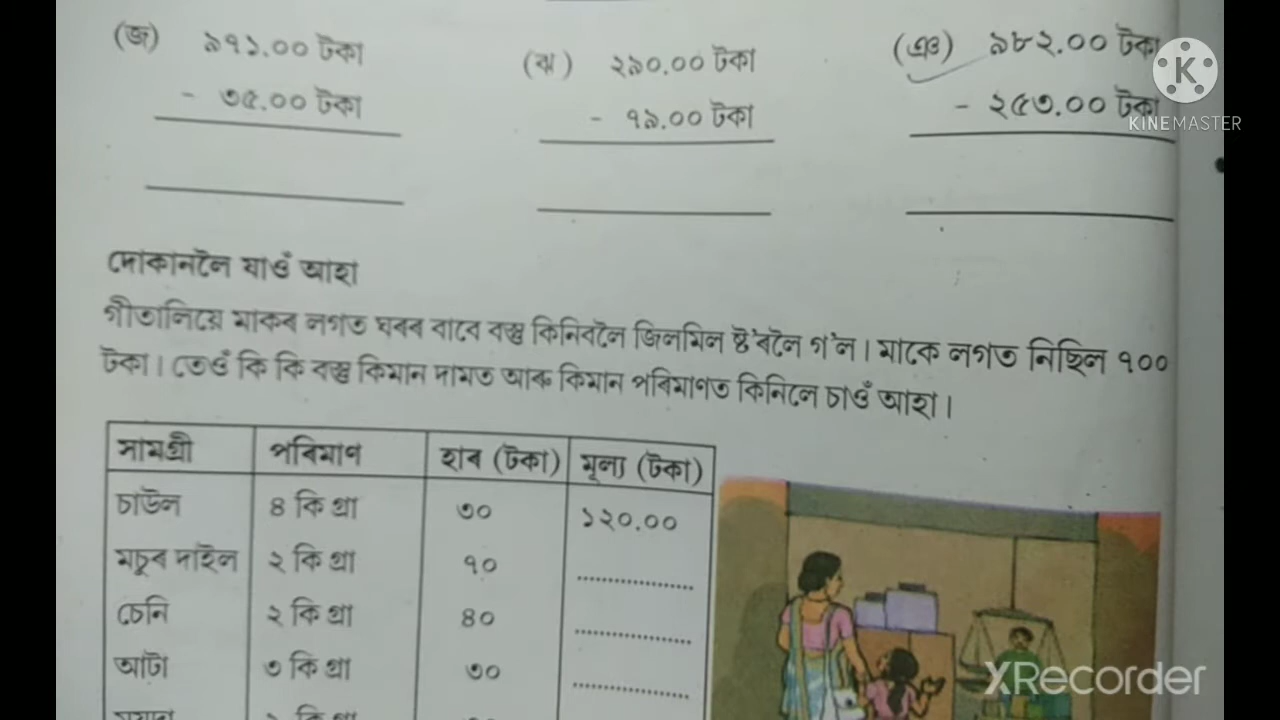 (জ) ৯৭১.০০ টকা
- ৩৫.০০ টকা
(ঝ) ২৯০.০০ টকা
- ৭৯.০০ টকা
(ঞ) ৯৮২.০০ টকা
- ২৫৩.০০ টকা
KINEMASTER
দোকানলৈ যাওঁ আহা
গীতালিয়ে মাকৰ লগত ঘৰৰ বাবে বস্তু কিনিবলৈ জিলমিল ষ্ট'ৰলৈ গ'ল। মাকে লগত নিছিল ৭০০
টকা। তেওঁ কি কি বস্তু কিমান দামত আৰু কিমান পৰিমাণত কিনিলে চাওঁ আহা।
সামগ্ৰী পৰিমাণ হাৰ (টকা) মূল্য (টকা)
চাউল ৪ কি গ্ৰা ৩০ ১২০.০০
মচুৰ দাইল ২ কি গ্ৰা ৭০ ..................
চেনি ২ কি গ্ৰা ৪০ ..................
আটা ৩ কি গ্ৰা ৩০ ..................
XRecorder